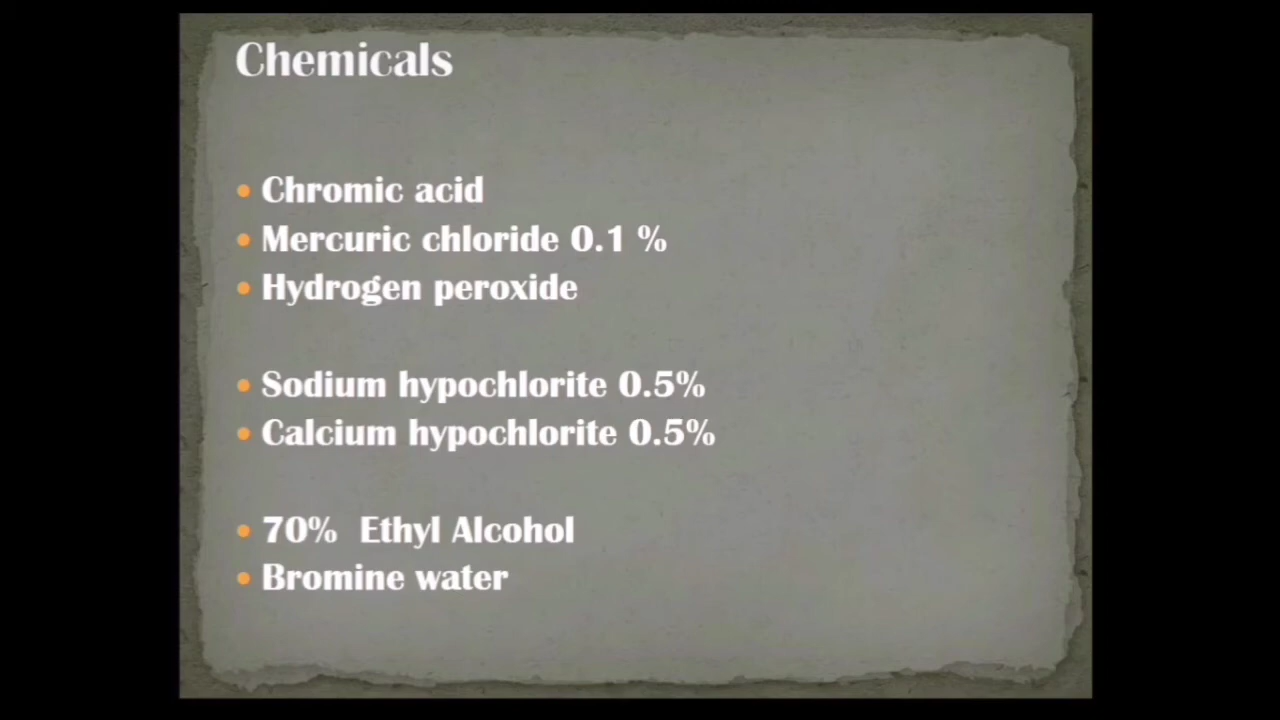 Chemicals
• Chromic acid
• Mercuric chloride 0.1 %
• Hydrogen peroxide
• Sodium hypochlorite 0.5%
• Calcium hypochlorite 0.5%
• 70%  Ethyl Alcohol
• Bromine water